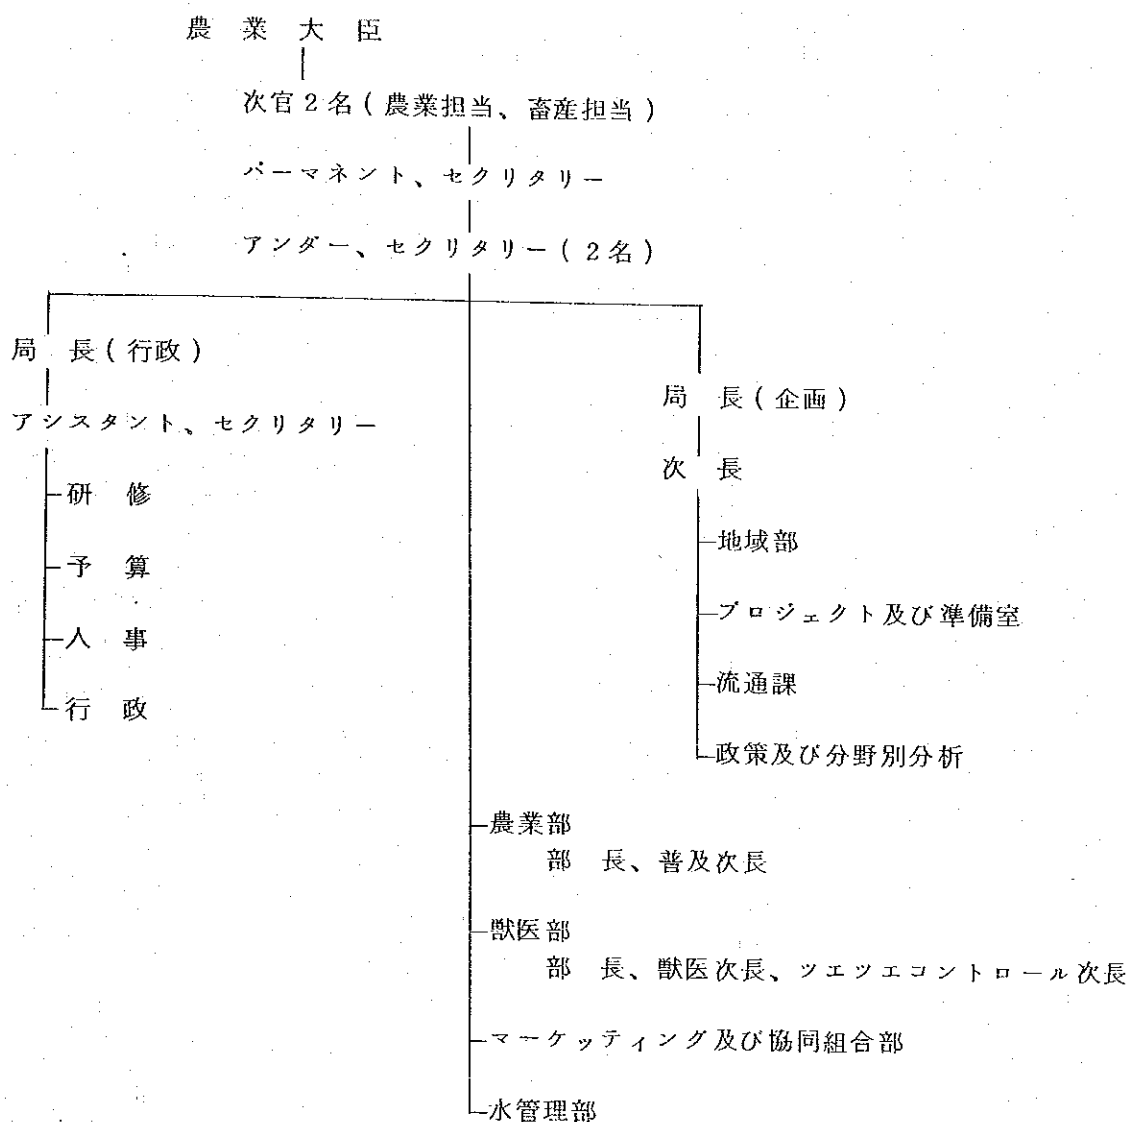 農業大臣
次官2名(農業担当、畜産担当)
パーマネント、セクリタリー
アンダー、セクリタリー(2名)
局 長(行政)
アシスタント、セクリタリー
研 修
予 算
人 事
行 政
局 長(企画)
次 長
地域部
プロジェクト及び準備室
流通課
政策及び分野別分析
農業部
部 長、普及次長
獣医部
部 長、獣医次長、ツエツエコントロール次長
マーケッティング及び協同組合部
水管理部